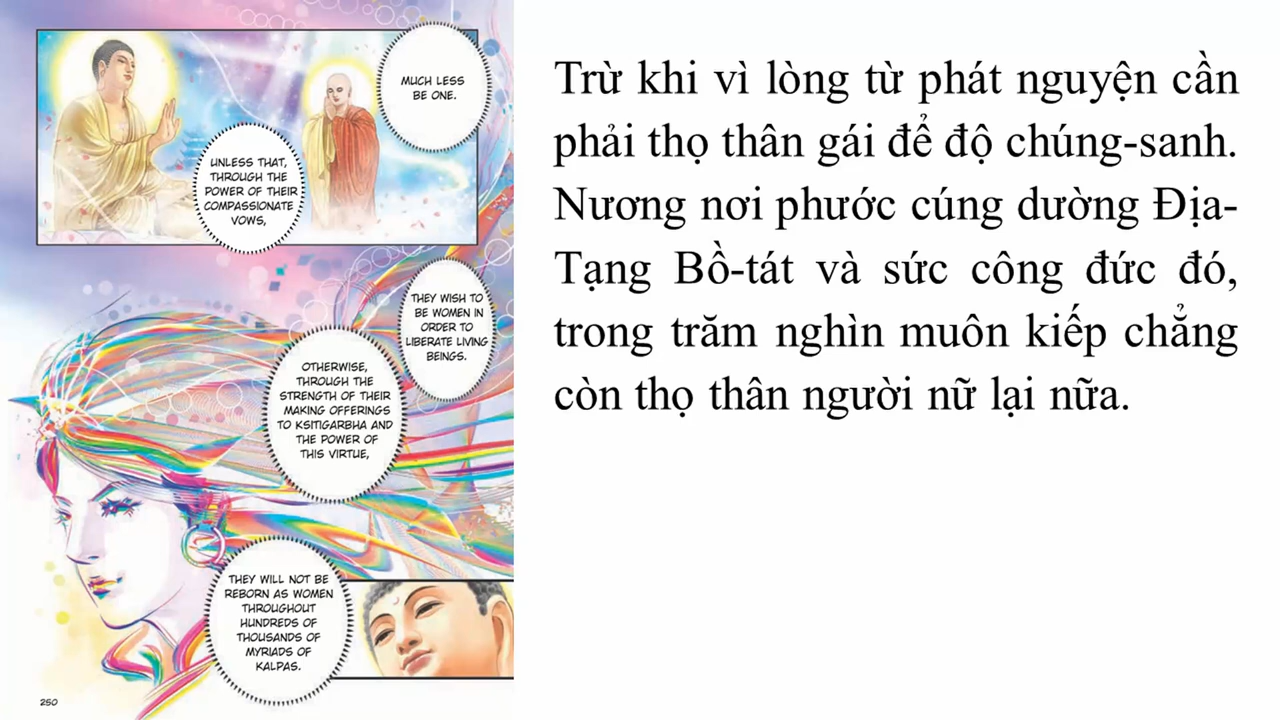 MUCH LESS
BE ONE.
UNLESS THAT,
THROUGH THE
POWER OF THEIR
COMPASSIONATE
VOWS,
THEY WISH TO
BE WOMEN IN
ORDER TO
LIBERATE LIVING
BEINGS.
OTHERWISE,
THROUGH THE
STRENGTH OF THEIR
MAKING OFFERINGS
TO KSITIGARBHA AND
THE POWER OF
THIS VIRTUE,
THEY WILL NOT BE
REBORN AS WOMEN
THROUGHOUT
HUNDREDS OF
THOUSANDS OF
MYRIADS OF
KALPAS.
250
Trừ khi vì lòng từ phát nguyện cần
phải thọ thân gái để độ chúng-sanh.
Nương nơi phước cúng dường Địa-
Tạng Bồ-tát và sức công đức đó,
trong trăm nghìn muôn kiếp chẳng
còn thọ thân người nữ lại nữa.